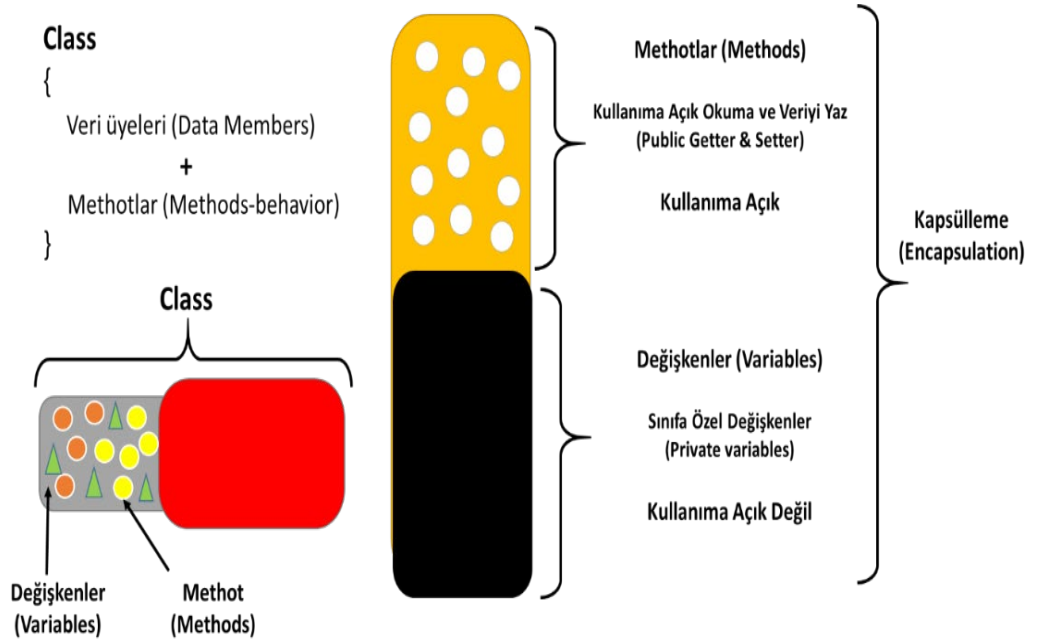 Class
{
Veri üyeleri (Data Members)
+
Methotlar (Methods-behavior)
}
Class
Değişkenler
(Variables)
Methot
(Methods)
Methotlar (Methods)
Kullanıma Açık Okuma ve Veriyi Yaz
(Public Getter & Setter)
Kullanıma Açık
Değişkenler (Variables)
Sınıfa Özel Değişkenler
(Private variables)
Kullanıma Açık Değil
Kapsülleme
(Encapsulation)